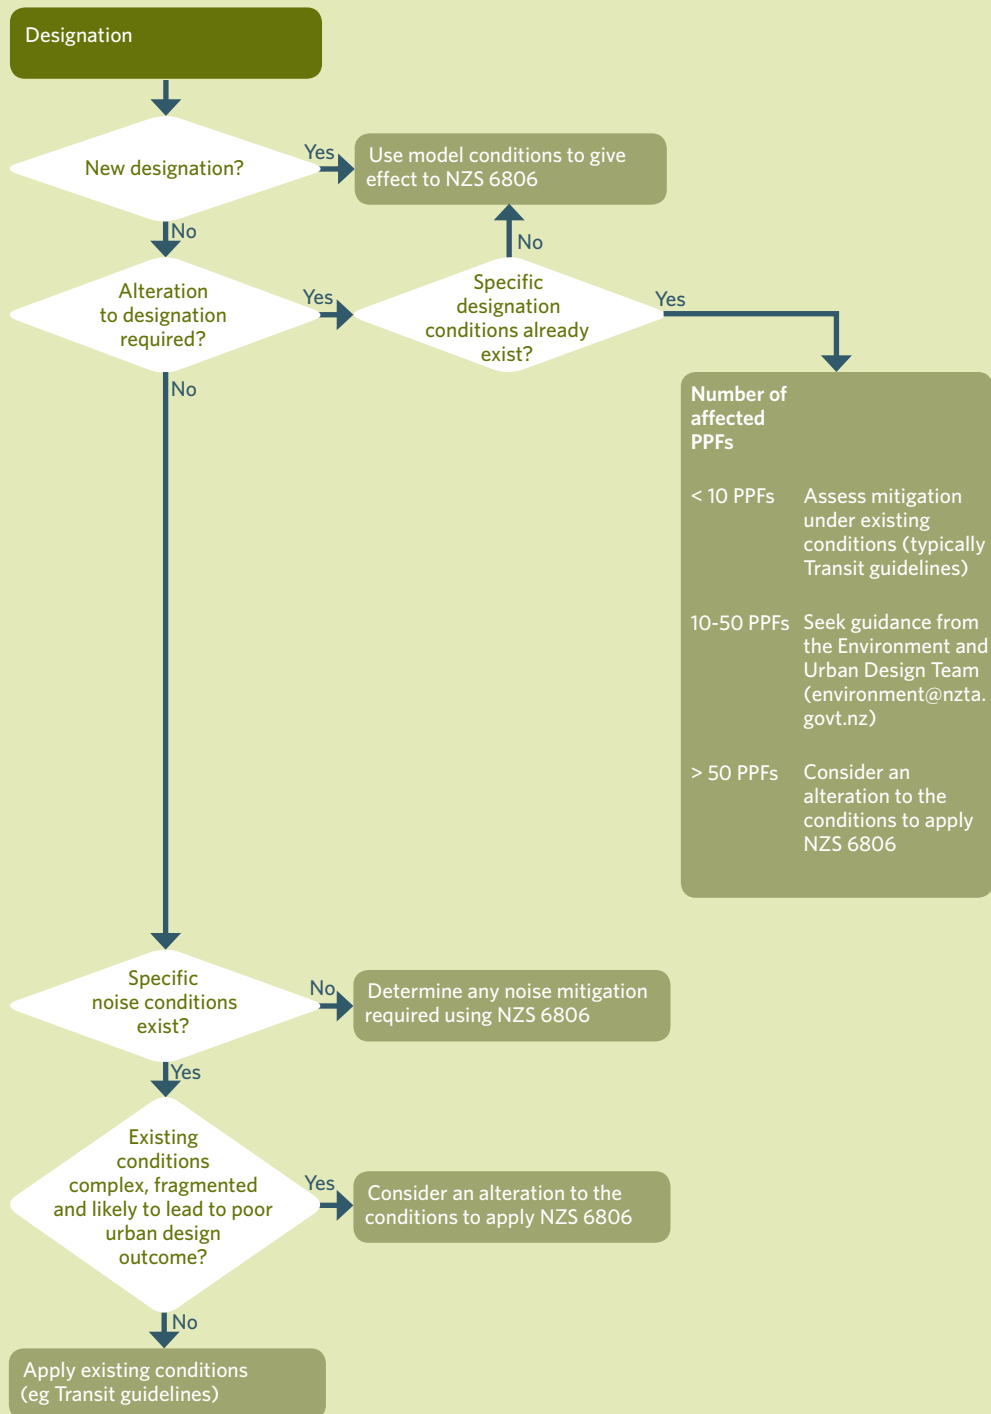 Designation
New designation?
Yes
Use model conditions to give
effect to NZS 6806
No
No
Alteration
to designation
required?
Yes
Specific
designation
conditions already
exist?
Yes
No
Number of
affected
PPFs
< 10 PPFs
Assess mitigation
under existing
conditions (typically
Transit guidelines)
10-50 PPFs
Seek guidance from
the Environment and
Urban Design Team
(environment@nzta.
govt.nz)
> 50 PPFs
Consider an
alteration to the
conditions to apply
NZS 6806
Specific
noise conditions
exist?
No
Determine any noise mitigation
required using NZS 6806
Yes
Existing
conditions
complex, fragmented
and likely to lead to poor
urban design
outcome?
Yes
Consider an alteration to the
conditions to apply NZS 6806
No
Apply existing conditions
(eg Transit guidelines)